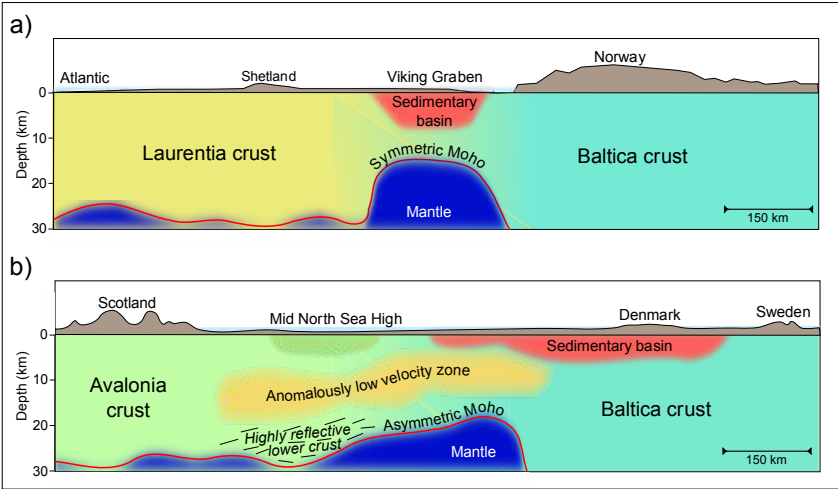 a)
Norway
Atlantic
Shetland
Viking Graben
0
Sedimentary
basin
10
Depth (km)
Laurentia crust
Symmetric Moho
Baltica crust
20
Mantle
150 km
30
b)
Scotland
Mid North Sea High
Denmark
Sweden
0
Sedimentary basin
Avalonia
crust
Anomalously low velocity zone
10
Depth (km)
Baltica crust
20
Highly reflective
lower crust
Asymmetric Moho
Mantle
150 km
30